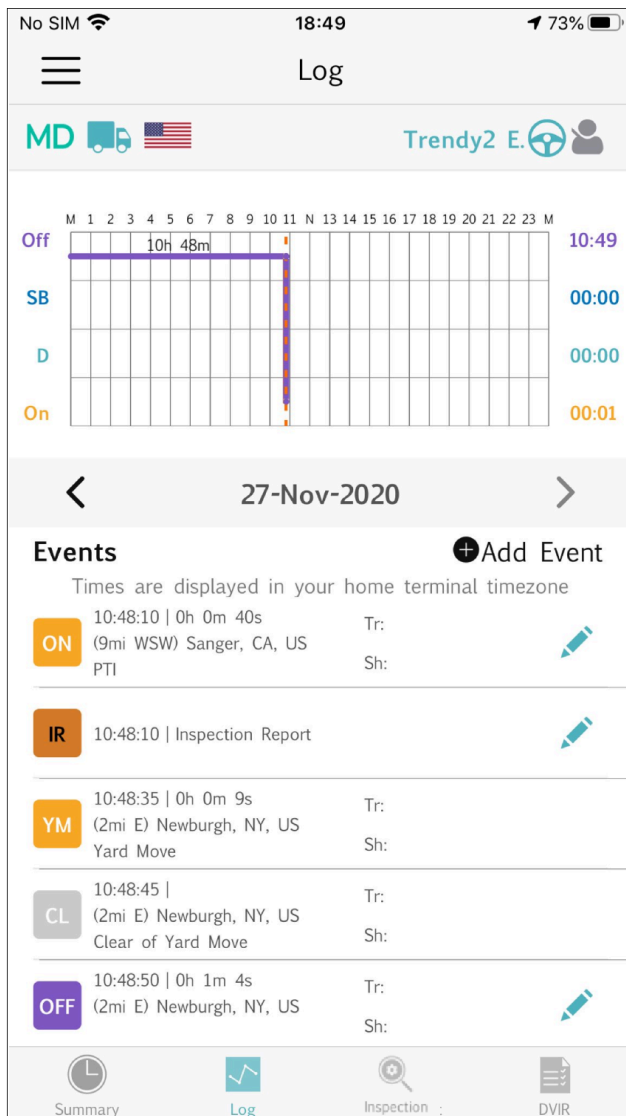 No SIM 18:49 73%
Log
MD Trendy2 E.
M 1 2 3 4 5 6 7 8 9 10 11 N 13 14 15 16 17 18 19 20 21 22 23 M
Off 10h 48m 10:49
SB 00:00
D 00:00
On 00:01
27-Nov-2020
Events Add Event
Times are displayed in your home terminal timezone
ON 10:48:10 | 0h 0m 40s Tr:
(9mi WSW) Sanger, CA, US
PTI Sh:
IR 10:48:10 | Inspection Report
YM 10:48:35 | 0h 0m 9s Tr:
(2mi E) Newburgh, NY, US
Yard Move Sh:
CL 10:48:45 | Tr:
(2mi E) Newburgh, NY, US
Clear of Yard Move Sh:
OFF 10:48:50 | 0h 1m 4s Tr:
(2mi E) Newburgh, NY, US
Sh:
Summary Log Inspection : DVIR